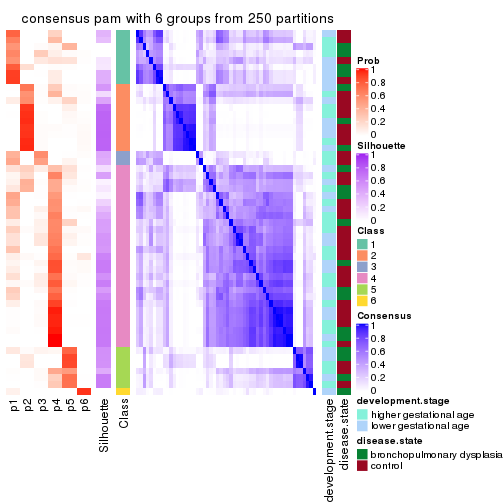 consensus pam with 6 groups from 250 partitions
Prob
1
0.8
0.6
0.4
0.2
0
Silhouette
1
0.8
0.6
0.4
0.2
0
Class
1
2
3
4
5
6
Consensus
1
0.8
0.6
0.4
0.2
0
development.stage
higher gestational age
lower gestational age
disease.state
bronchopulmonary dysplasia
control
p1
p2
p3
p4
p5
p6
Silhouette
Class
development.stage
disease.state